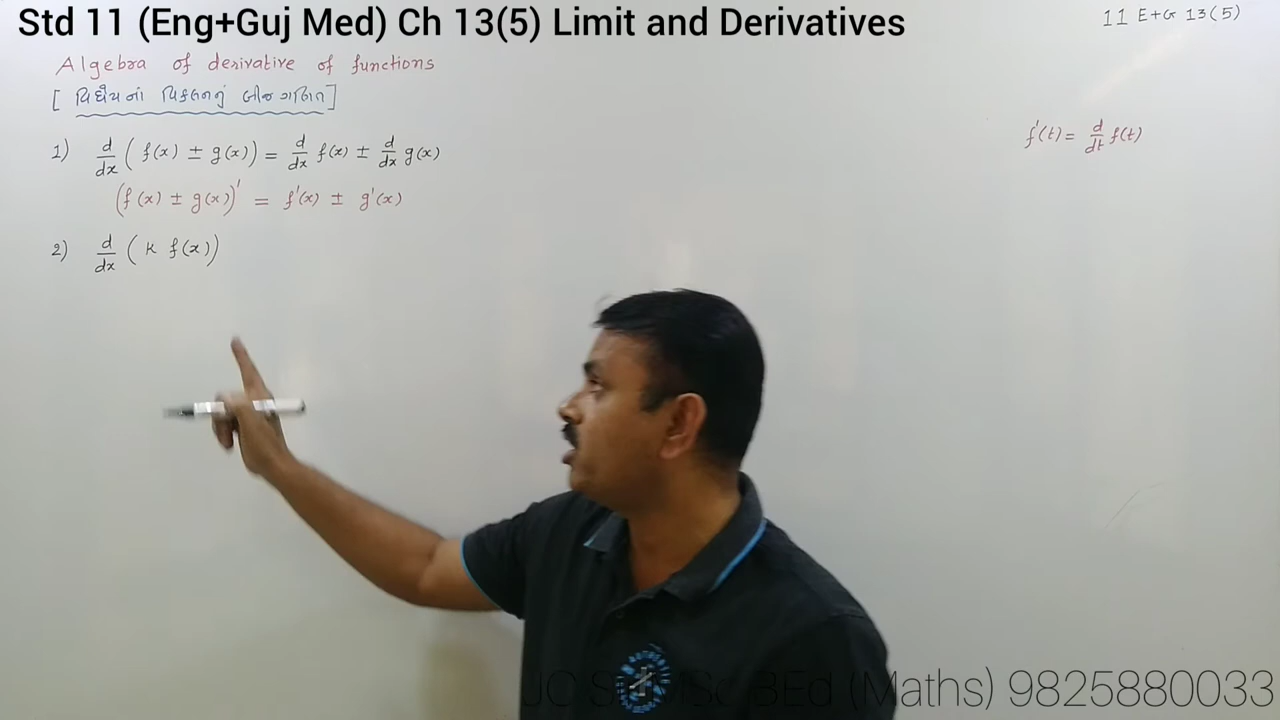 Std 11 (Eng+Guj Med) Ch 13(5) Limit and Derivatives
11 E+G 13(5)
Algebra of derivative of functions
[ વિધેયનાં વિકલનનું બીજ ગણિત ]
f'(t) = d/dt f(t)
1) d/dx ( f(x) ± g(x) ) = d/dx f(x) ± d/dx g(x)
(f(x) ± g(x))' = f'(x) ± g'(x)
2) d/dx ( k f(x) )
BEd (Maths) 9825880033